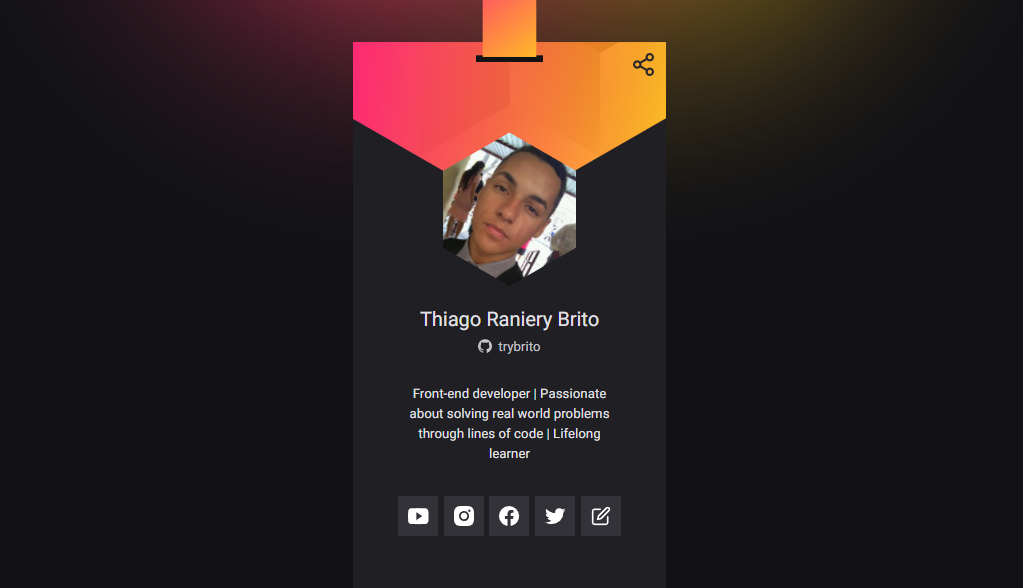 Thiago Raniery Brito
trybrito
Front-end developer | Passionate
about solving real world problems
through lines of code | Lifelong
learner